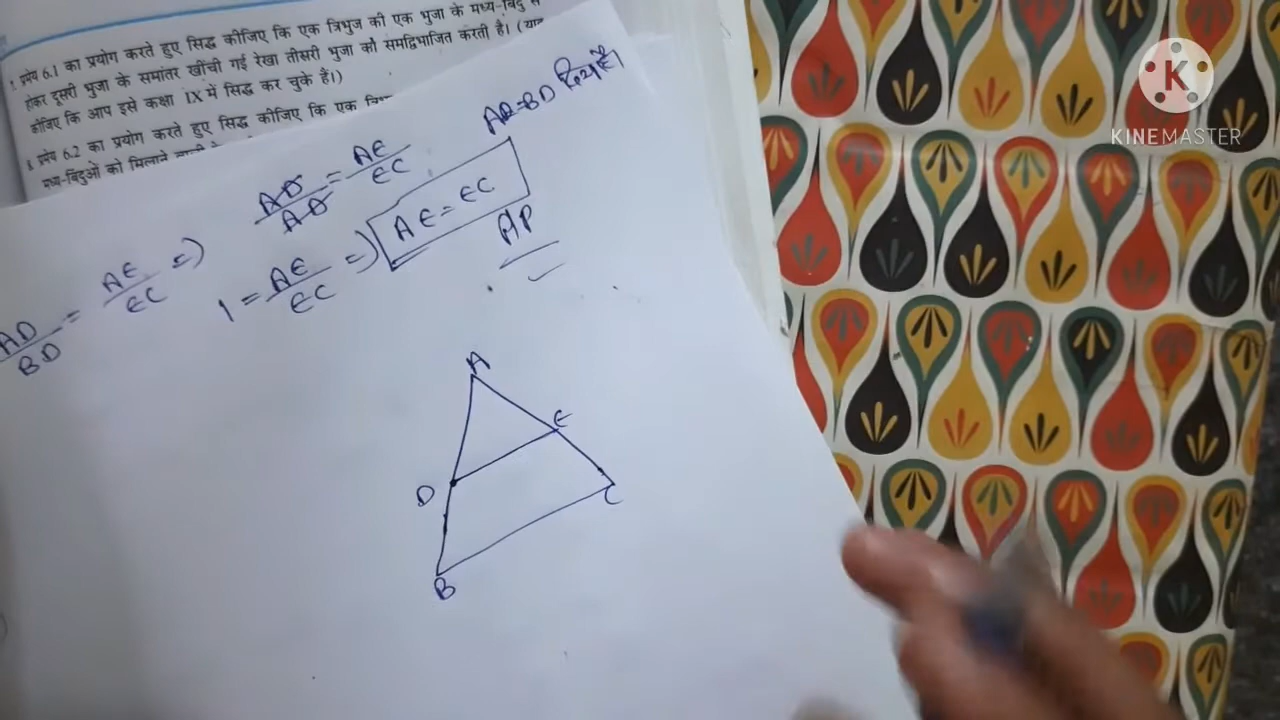 प्रमेय 6.1 का प्रयोग करते हुए सिद्ध कीजिए कि एक त्रिभुज की एक भुजा के मध्य-बिंदु से
होकर दूसरी भुजा के समांतर खींची गई रेखा तीसरी भुजा को समद्विभाजित करती है। (याद
कीजिए कि आप इसे कक्षा IX में सिद्ध कर चुके हैं।)
8. प्रमेय 6.2 का प्रयोग करते हुए सिद्ध कीजिए कि एक
मध्य-बिंदुओं को मिलाने
AD=BD दिया है।
AD/BD = AE/EC =>
AD/AD = AE/EC
1 = AE/EC => AE = EC
AP
A
E
D
C
B
KINEMASTER